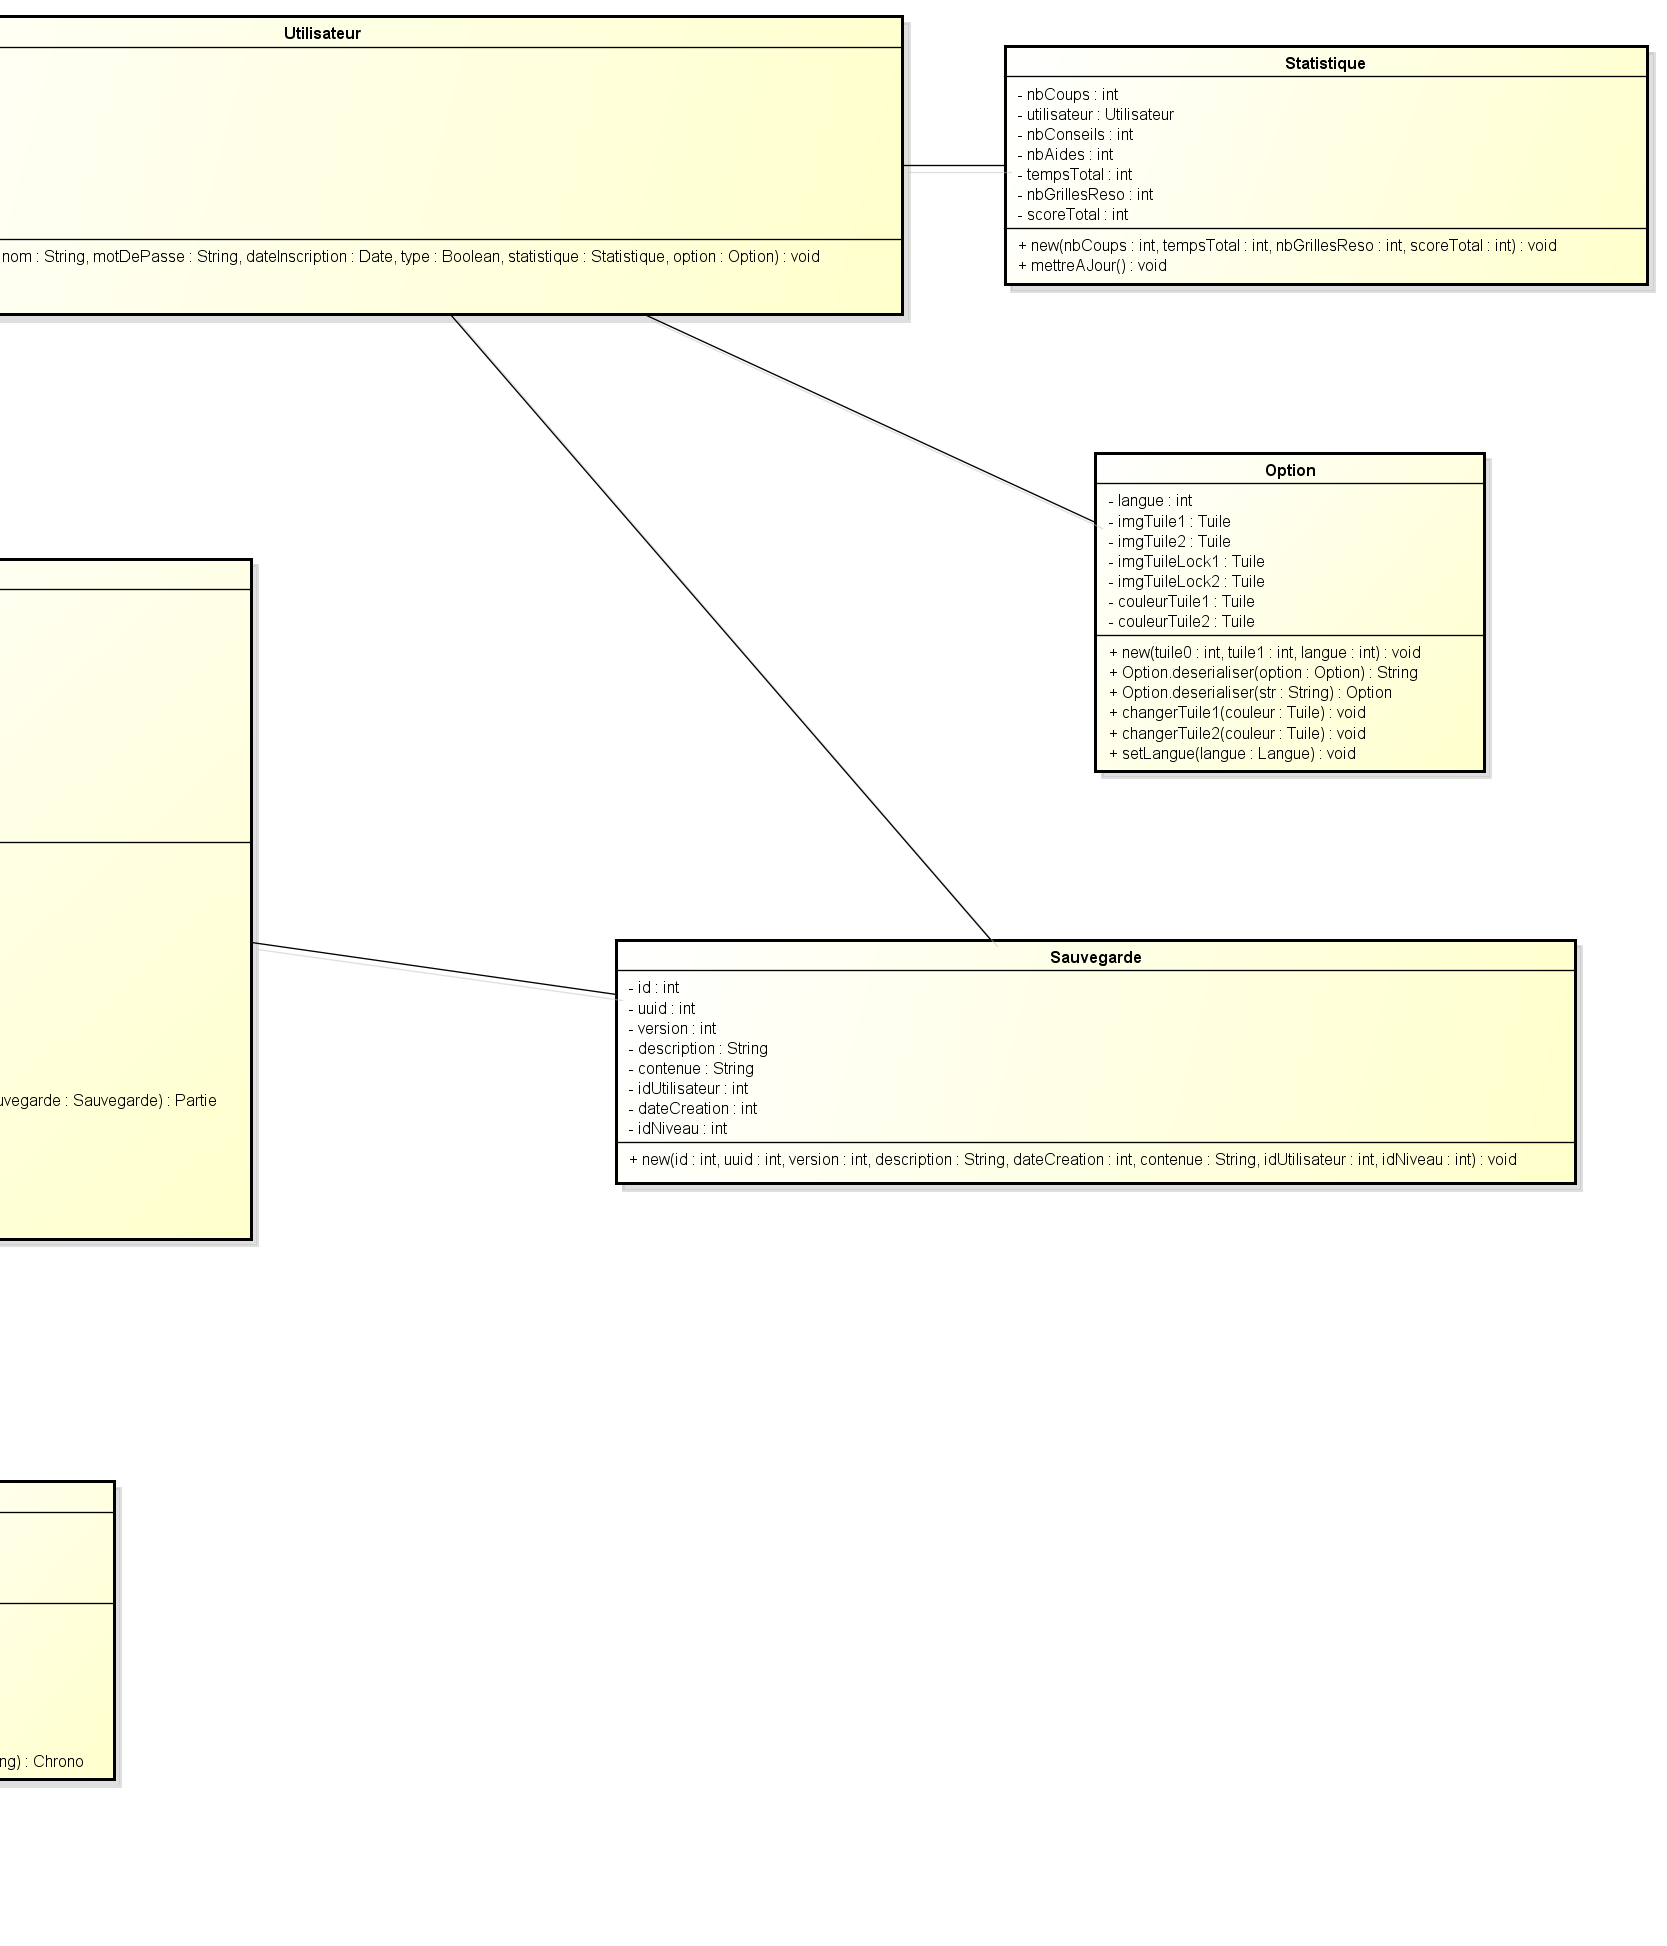 Utilisateur
nom : String, motDePasse : String, dateInscription : Date, type : Boolean, statistique : Statistique, option : Option) : void
Statistique
- nbCoups : int
- utilisateur : Utilisateur
- nbConseils : int
- nbAides : int
- tempsTotal : int
- nbGrillesReso : int
- scoreTotal : int
+ new(nbCoups : int, tempsTotal : int, nbGrillesReso : int, scoreTotal : int) : void
+ mettreAJour() : void
Option
- langue : int
- imgTuile1 : Tuile
- imgTuile2 : Tuile
- imgTuileLock1 : Tuile
- imgTuileLock2 : Tuile
- couleurTuile1 : Tuile
- couleurTuile2 : Tuile
+ new(tuile0 : int, tuile1 : int, langue : int) : void
+ Option.deserialiser(option : Option) : String
+ Option.deserialiser(str : String) : Option
+ changerTuile1(couleur : Tuile) : void
+ changerTuile2(couleur : Tuile) : void
+ setLangue(langue : Langue) : void
Sauvegarde
- id : int
- uuid : int
- version : int
- description : String
- contenue : String
- idUtilisateur : int
- dateCreation : int
- idNiveau : int
+ new(id : int, uuid : int, version : int, description : String, dateCreation : int, contenue : String, idUtilisateur : int, idNiveau : int) : void
uvegarde : Sauvegarde) : Partie
ng) : Chrono